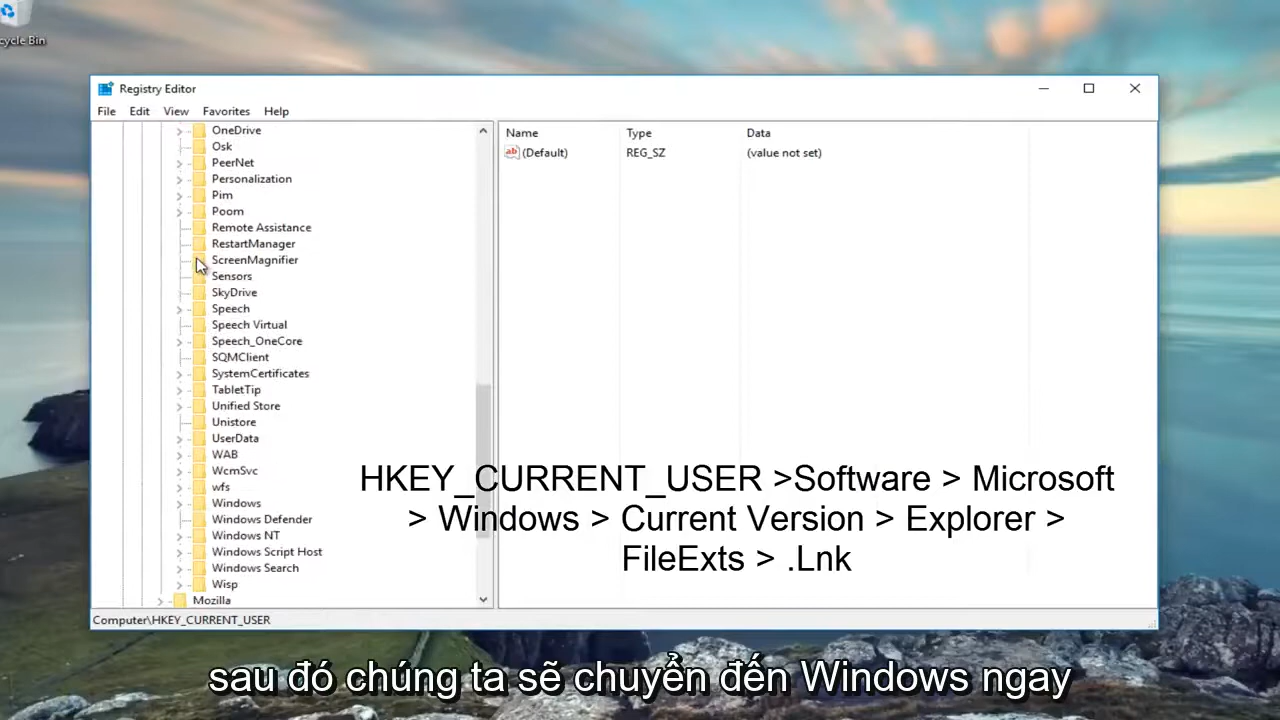 cycle Bin
Registry Editor
File Edit View Favorites Help
OneDrive
Osk
PeerNet
Personalization
Pim
Poom
Remote Assistance
RestartManager
ScreenMagnifier
Sensors
SkyDrive
Speech
Speech Virtual
Speech_OneCore
SQMClient
SystemCertificates
TabletTip
Unified Store
Unistore
UserData
WAB
WcmSvc
wfs
Windows
Windows Defender
Windows NT
Windows Script Host
Windows Search
Wisp
Mozilla
Name Type Data
ab (Default) REG_SZ (value not set)
HKEY_CURRENT_USER >Software > Microsoft
> Windows > Current Version > Explorer >
FileExts > .Lnk
Computer\HKEY_CURRENT_USER
sau đó chúng ta sẽ chuyển đến Windows ngay